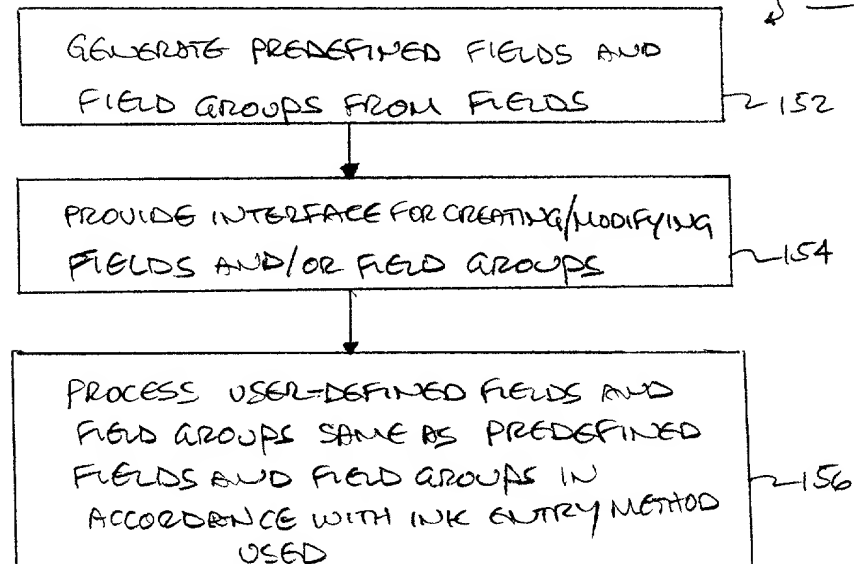 GENERATE PREDEFINED FIELDS AND
FIELD GROUPS FROM FIELDS
152
PROVIDE INTERFACE FOR CREATING/MODIFYING
FIELDS AND/OR FIELD GROUPS
154
PROCESS USER-DEFINED FIELDS AND
FIELD GROUPS SAME AS PREDEFINED
FIELDS AND FIELD GROUPS IN
ACCORDANCE WITH INK ENTRY METHOD
USED
156